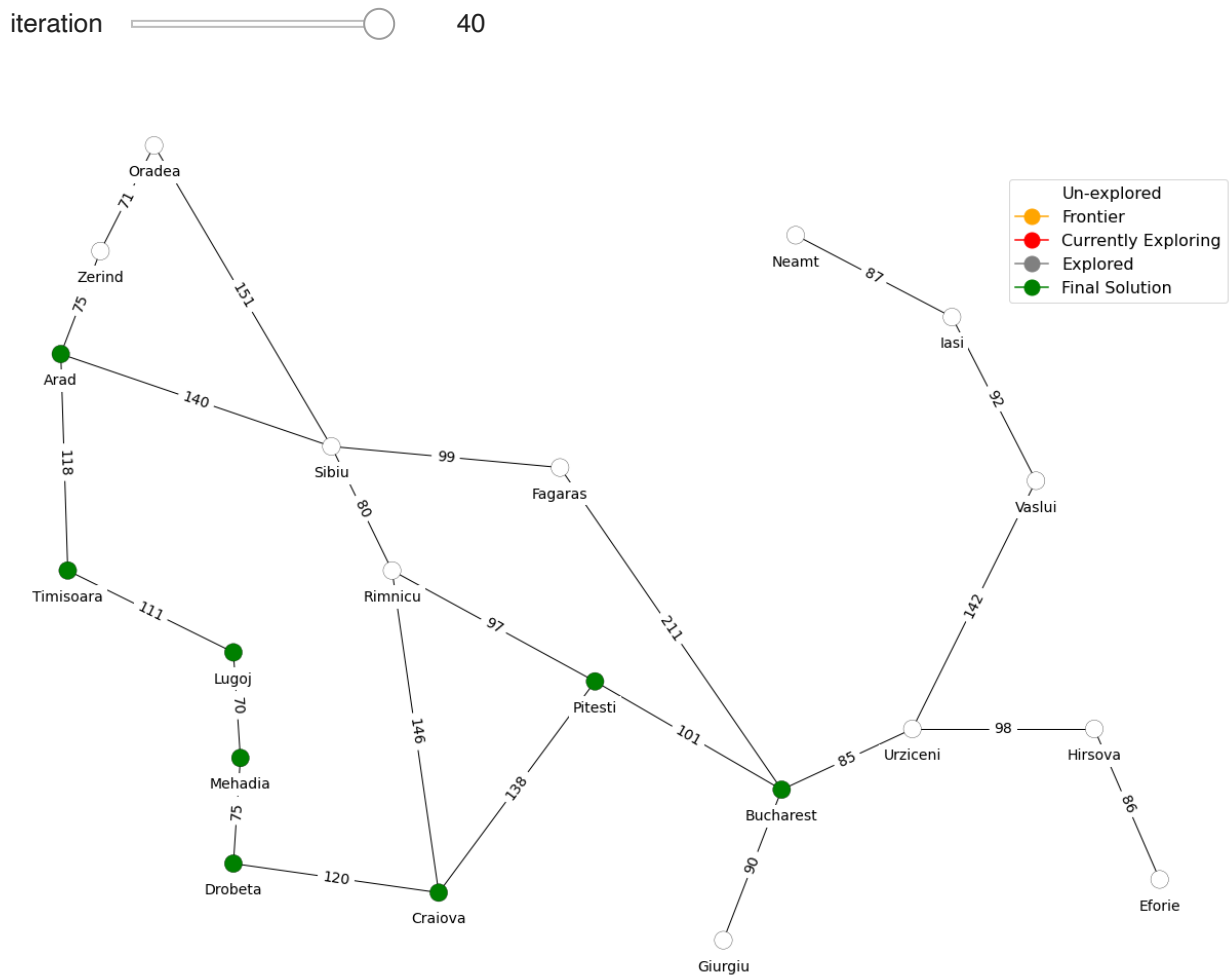 iteration 40
Oradea
71
Un-explored
Frontier
Currently Exploring
Explored
Final Solution
Neamt
87
Zerind
75
151
Iasi
Arad
140
92
118
Sibiu
99
Fagaras
80
Vaslui
Timisoara
111
Rimnicu
97
211
142
Lugoj
70
Pitesti
146
101
Mehadia
138
85
Urziceni
98
Hirsova
75
Bucharest
86
120
90
Drobeta
Craiova
Eforie
Giurgiu